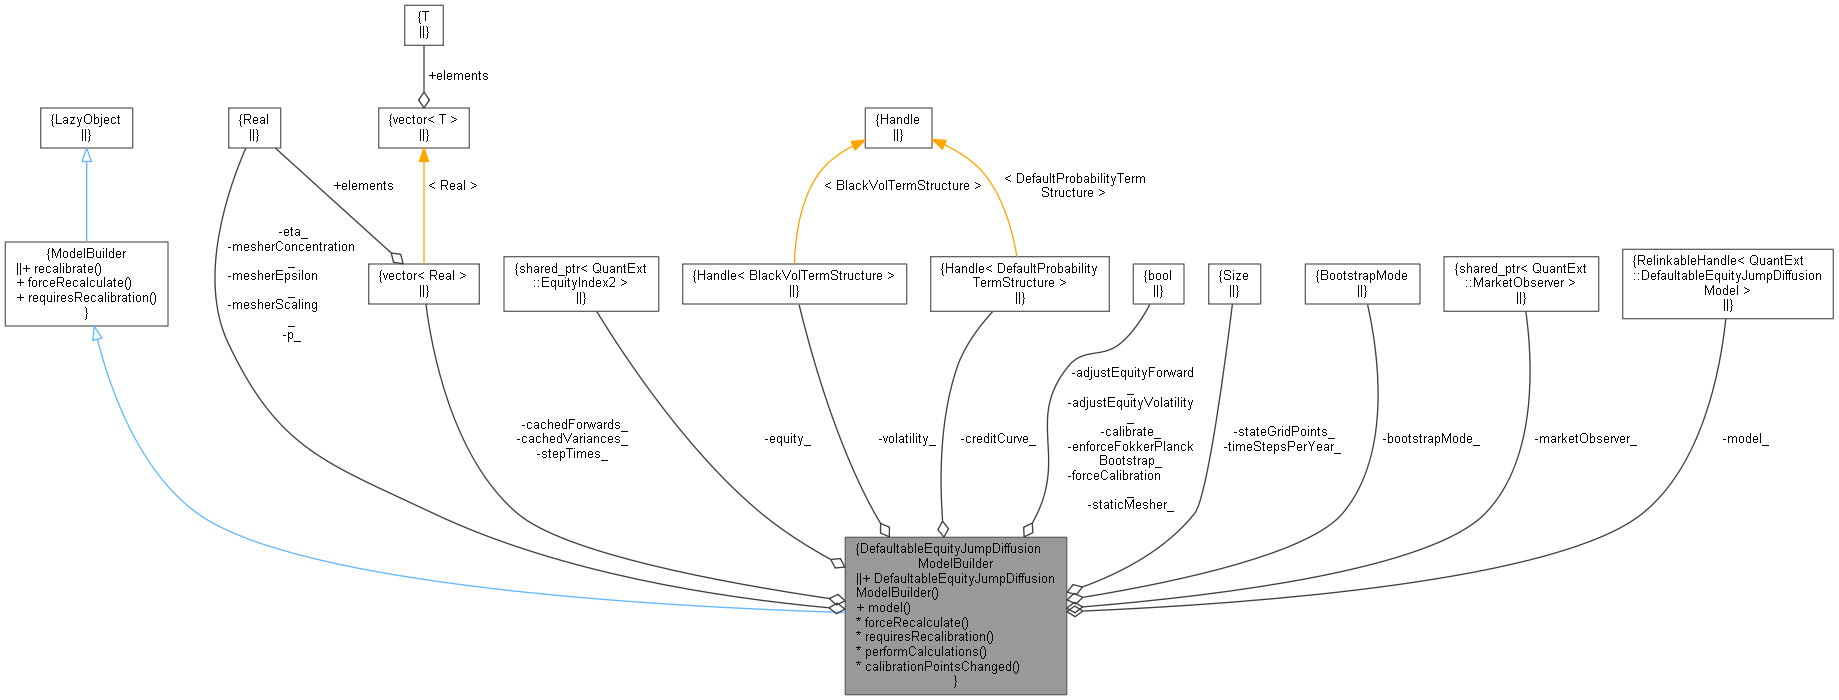 {T
||}
+elements
{LazyObject
||}
{Real
||}
{vector< T >
||}
{Handle
||}
+elements
< Real >
< BlackVolTermStructure >
< DefaultProbabilityTerm
Structure >
{ModelBuilder
||+ recalibrate()
+ forceRecalculate()
+ requiresRecalibration()
}
-eta_
-mesherConcentration
_
-mesherEpsilon
_
-mesherScaling
_
-p_
{vector< Real >
||}
{shared_ptr< QuantExt
::EquityIndex2 >
||}
{Handle< BlackVolTermStructure >
||}
{Handle< DefaultProbability
TermStructure >
||}
{bool
||}
{Size
||}
{BootstrapMode
||}
{shared_ptr< QuantExt
::MarketObserver >
||}
{RelinkableHandle< QuantExt
::DefaultableEquityJumpDiffusion
Model >
||}
-cachedForwards_
-cachedVariances_
-stepTimes_
-equity_
-volatility_
-creditCurve_
-adjustEquityForward
_
-adjustEquityVolatility
_
-calibrate_
-enforceFokkerPlanck
Bootstrap_
-forceCalibration
_
-staticMesher_
-stateGridPoints_
-timeStepsPerYear_
-bootstrapMode_
-marketObserver_
-model_
{DefaultableEquityJumpDiffusion
ModelBuilder
||+ DefaultableEquityJumpDiffusion
ModelBuilder()
+ model()
* forceRecalculate()
* requiresRecalibration()
* performCalculations()
* calibrationPointsChanged()
}